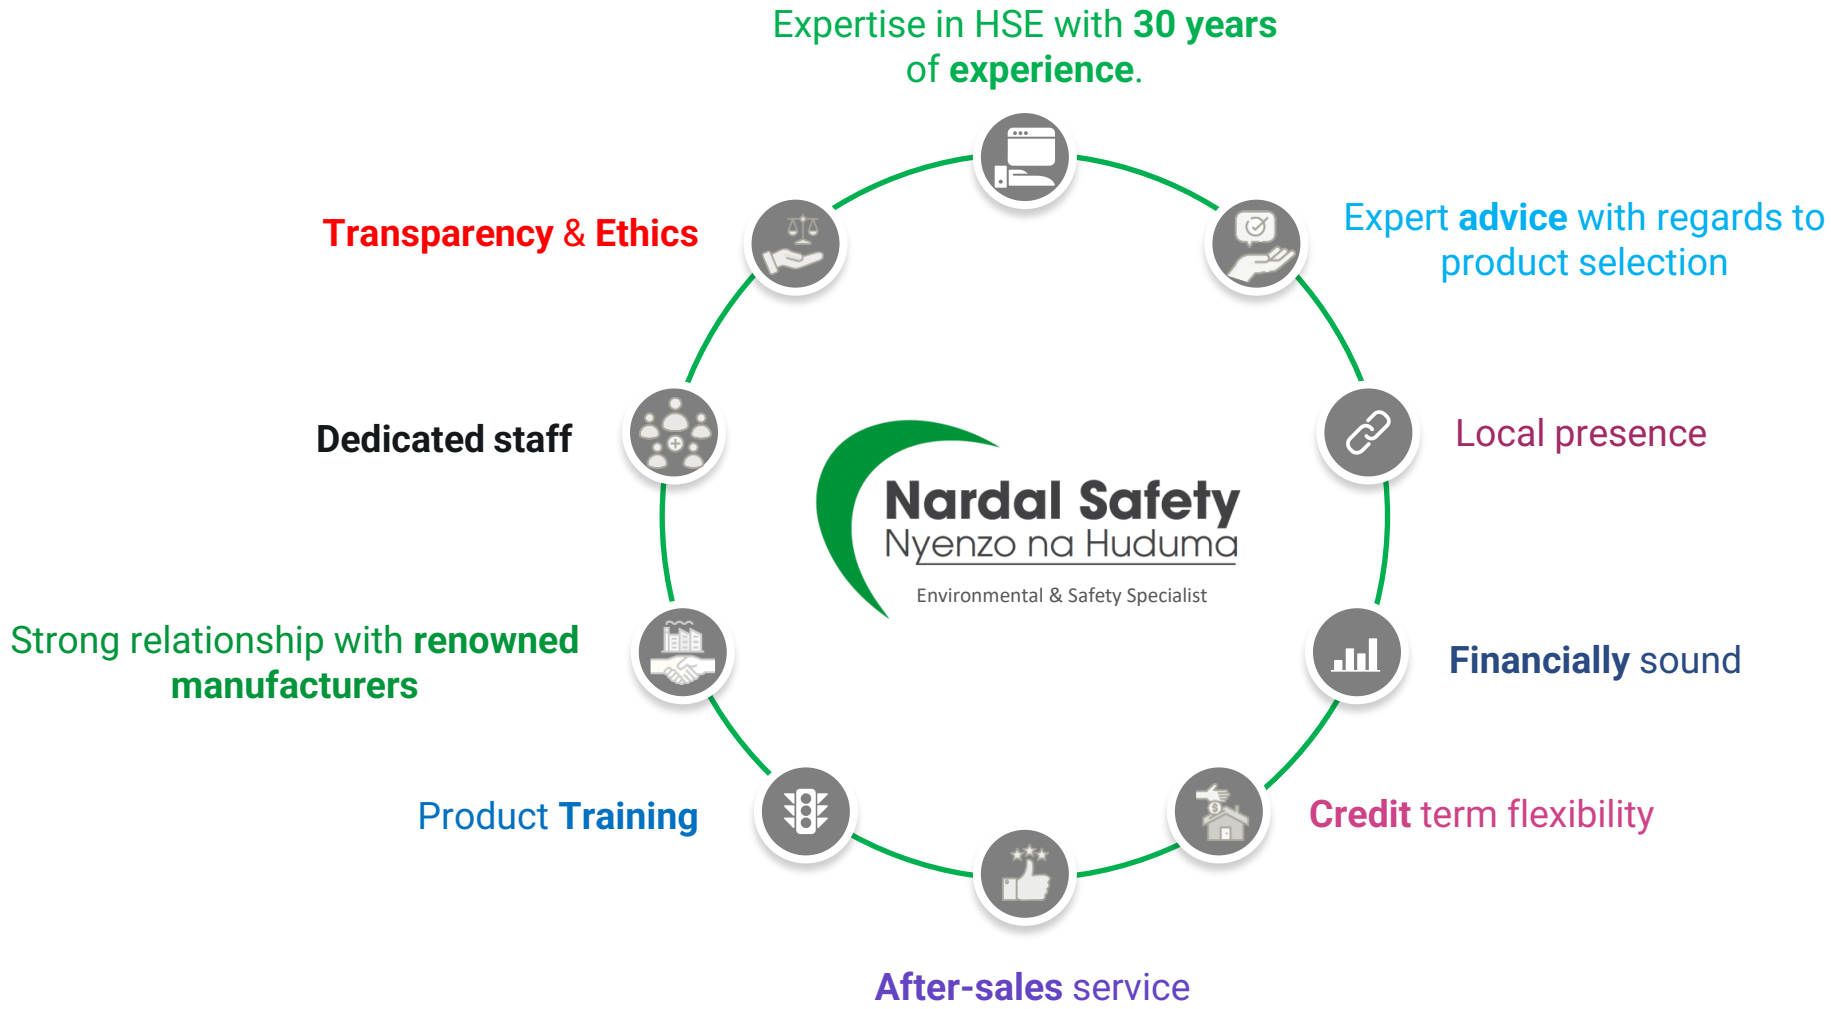 Expertise in HSE with 30 years
of experience.
Expert advice with regards to
product selection
Local presence
Financially sound
Credit term flexibility
After-sales service
Product Training
Strong relationship with renowned
manufacturers
Dedicated staff
Transparency & Ethics
Nardal Safety
Nyenzo na Huduma
Environmental & Safety Specialist